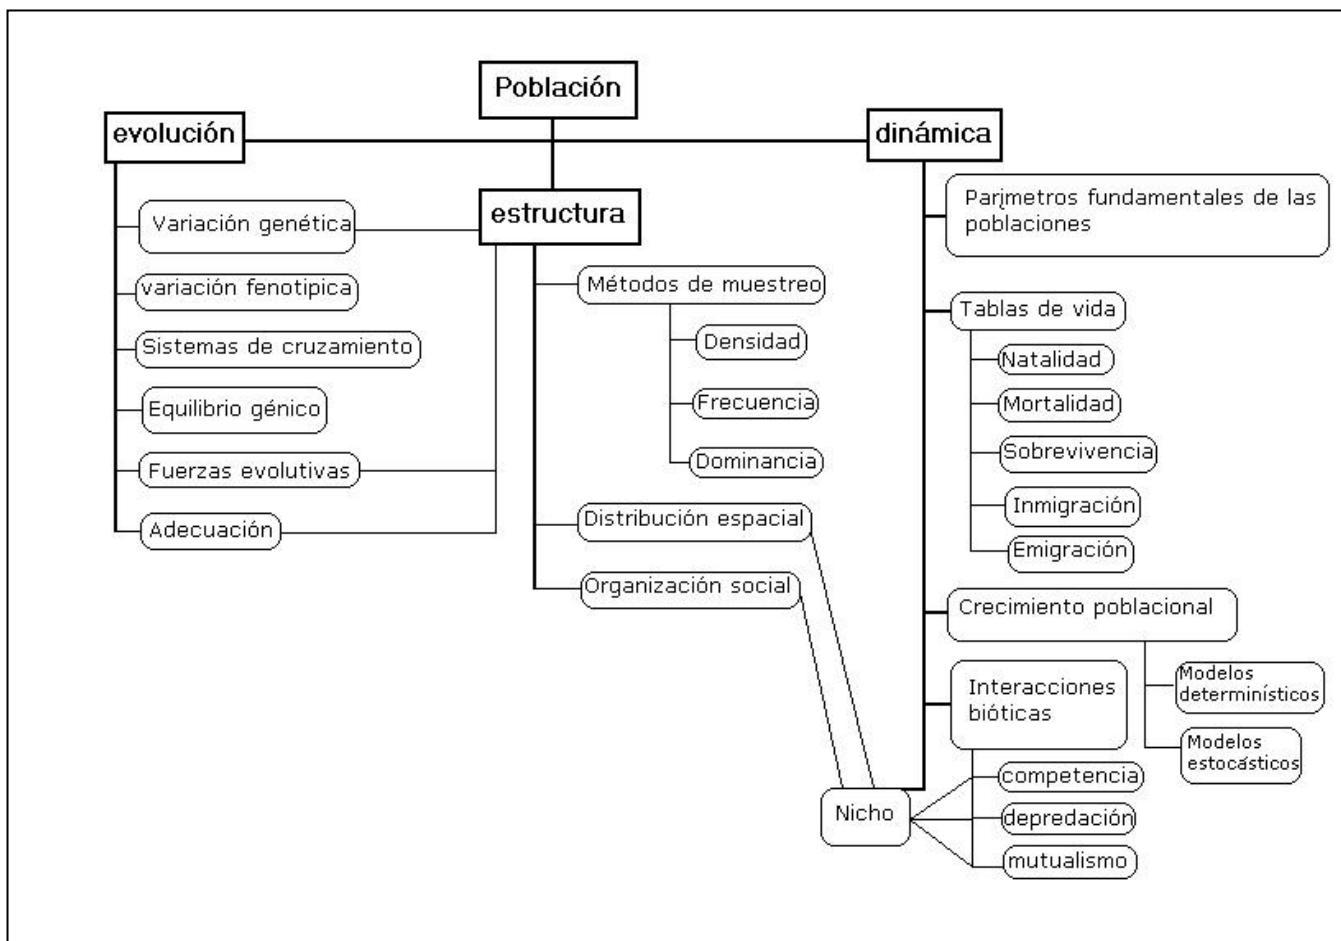 Población
evolución
Variación genética
variación fenotipica
Sistemas de cruzamiento
Equilibrio génico
Fuerzas evolutivas
Adecuación
estructura
Métodos de muestreo
Densidad
Frecuencia
Dominancia
Distribución espacial
Organización social
dinámica
Parįmetros fundamentales de las
poblaciones
Tablas de vida
Natalidad
Mortalidad
Sobrevivencia
Inmigración
Emigración
Crecimiento poblacional
Modelos
determinísticos
Modelos
estocásticos
Interacciones
bióticas
competencia
depredación
mutualismo
Nicho